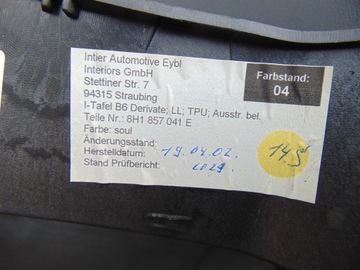 Intier Automotive Eybl
Interiors GmbH
Stettiner Str. 7
94315 Straubing
I-Tafel B6 Derivate; LL; TPU; Ausstr. bel.
Teile Nr.: 8H1 857 041 E
Farbe: soul
Änderungsstand:
Herstelldatum: 19.04.02.
Stand Prüfbericht:
Farbstand:
04